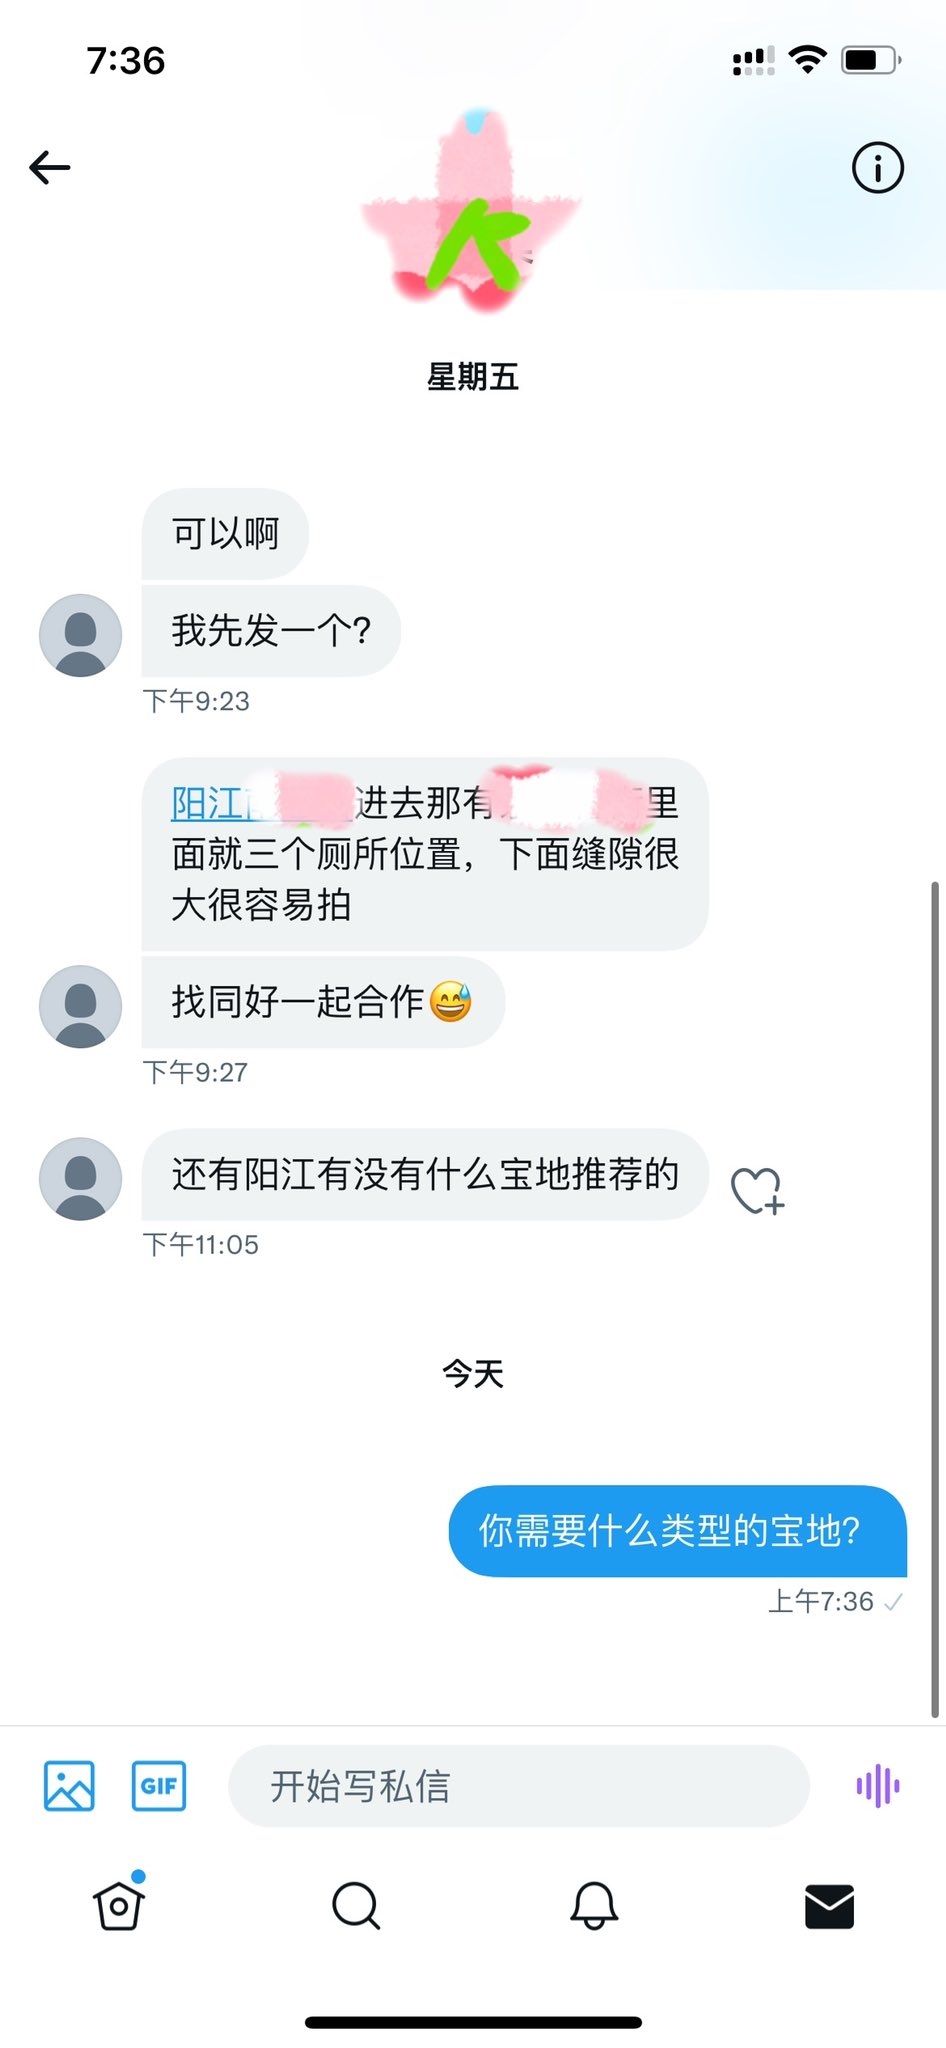 7:36
星期五
可以啊
我先发一个?
下午9:23
阳江 进去那有 里
面就三个厕所位置，下面缝隙很
大很容易拍
找同好一起合作😅
下午9:27
还有阳江有没有什么宝地推荐的
下午11:05
今天
你需要什么类型的宝地?
上午7:36
GIF
开始写私信